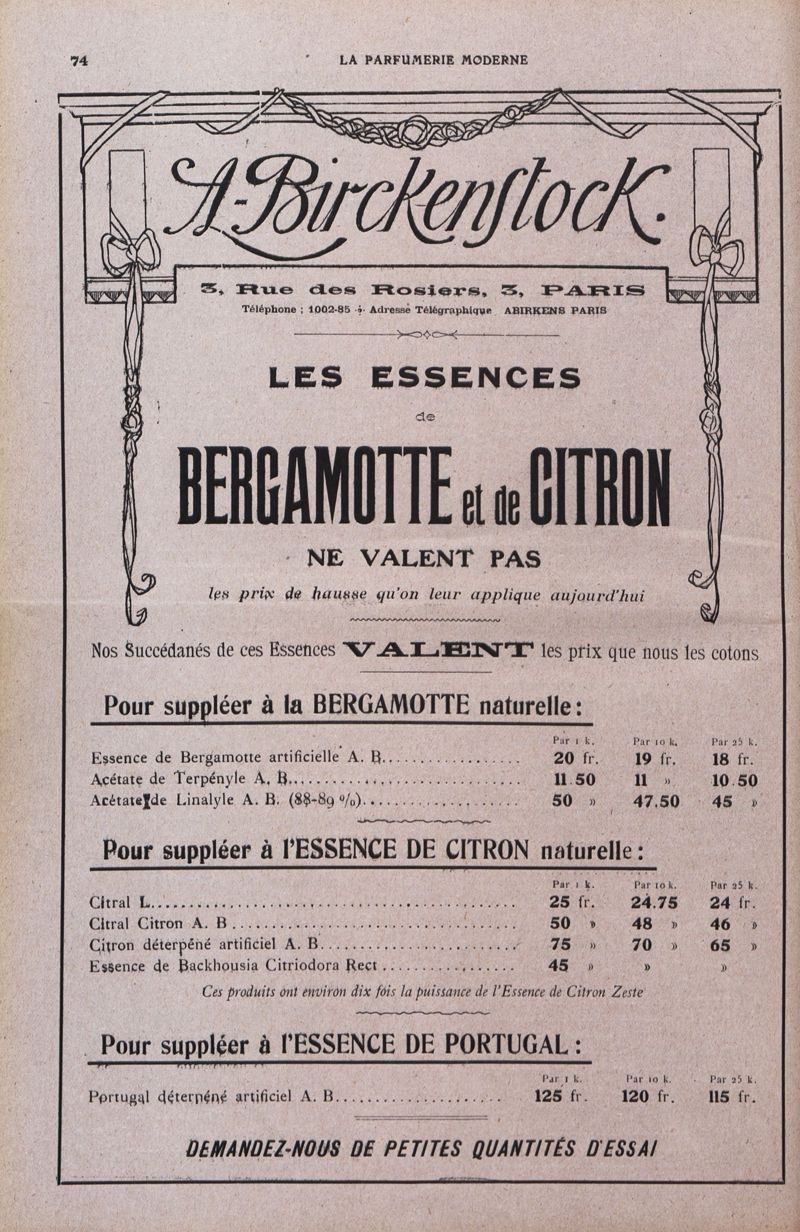 74
LA PARFUMERIE MODERNE
A-Birckenstock.
3, Rue des Rosiers, 3, PARIS
Téléphone : 1002-85 -:- Adresse Télégraphique ABIRKENS PARIS
LES ESSENCES
de
BERGAMOTTE et de CITRON
NE VALENT PAS
les prix de hausse qu'on leur applique aujourd'hui
Nos Succédanés de ces Essences VALENT les prix que nous les cotons
Pour suppléer à la BERGAMOTTE naturelle :
Par 1 k. Par 10 k. Par 25 k.
Essence de Bergamotte artificielle A. B.................. 20 fr. 19 fr. 18 fr.
Acétate de Terpényle A. B............................... 11.50 11 » 10.50
Acétate de Linalyle A. B. (88-89 %).................... 50 » 47.50 45 »
Pour suppléer à l'ESSENCE DE CITRON naturelle :
Par 1 k. Par 10 k. Par 25 k.
Citral L................................................ 25 fr. 24.75 24 fr.
Citral Citron A. B...................................... 50 » 48 » 46 »
Citron déterpéné artificiel A. B......................... 75 » 70 » 65 »
Essence de Backhousia Citriodora Rect................. 45 » » »
Ces produits ont environ dix fois la puissance de l'Essence de Citron Zeste
Pour suppléer à l'ESSENCE DE PORTUGAL :
Par 1 k. Par 10 k. Par 25 k.
Portugal déterpéné artificiel A. B..................... 125 fr. 120 fr. 115 fr.
DEMANDEZ-NOUS DE PETITES QUANTITÉS D'ESSAI